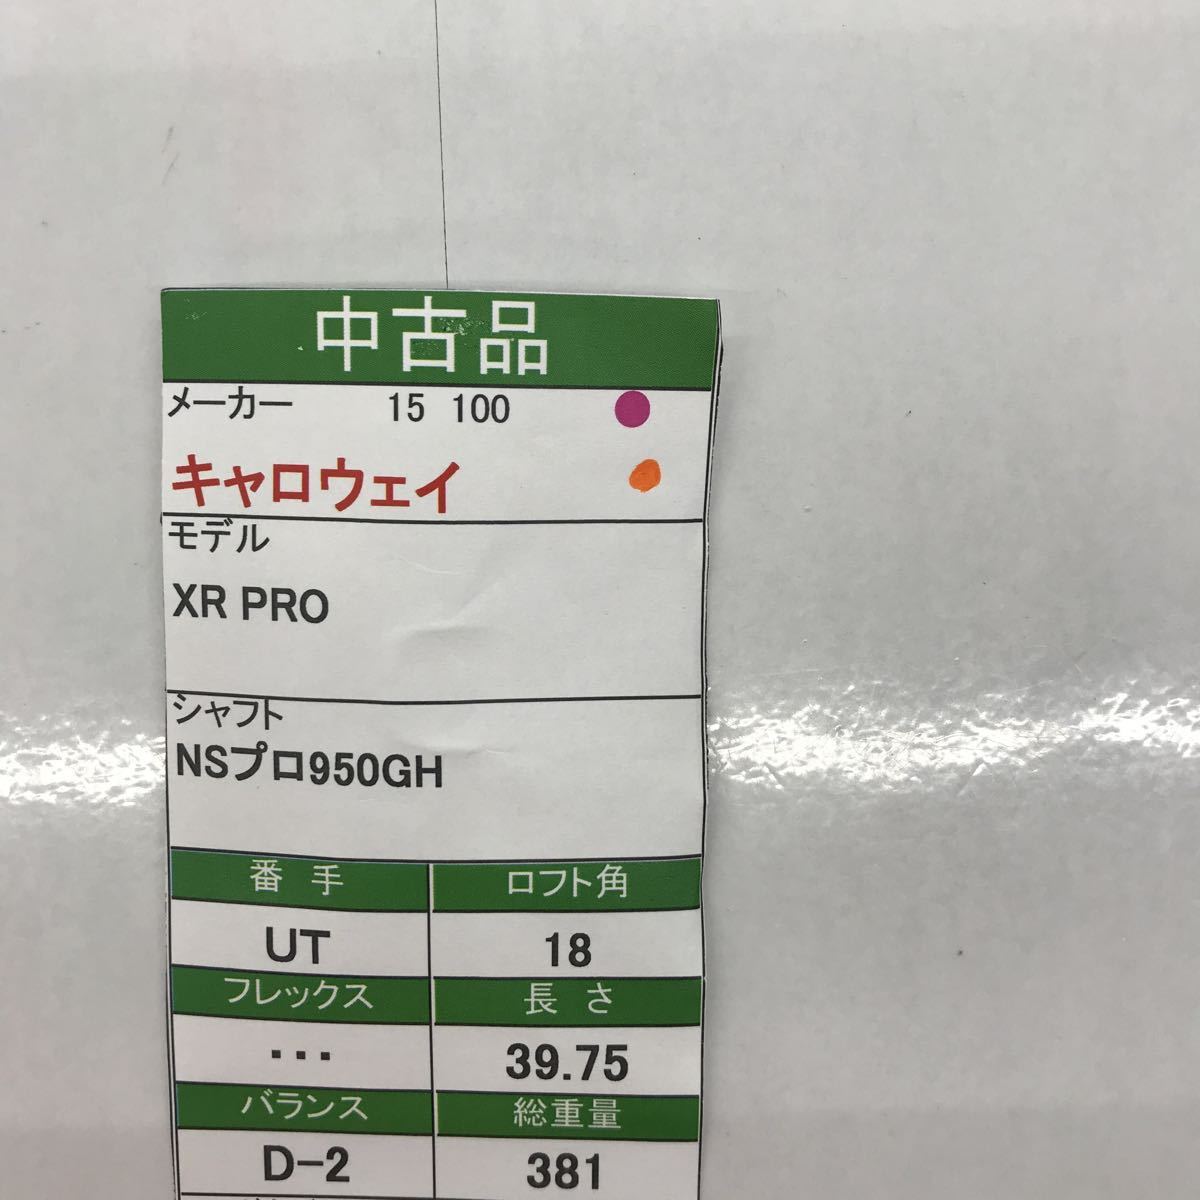 中古品
メーカー 15 100
キャロウェイ
モデル
XR PRO
シャフト
NSプロ950GH
番手 ロフト角
UT 18
フレックス 長さ
... 39.75
バランス 総重量
D-2 381